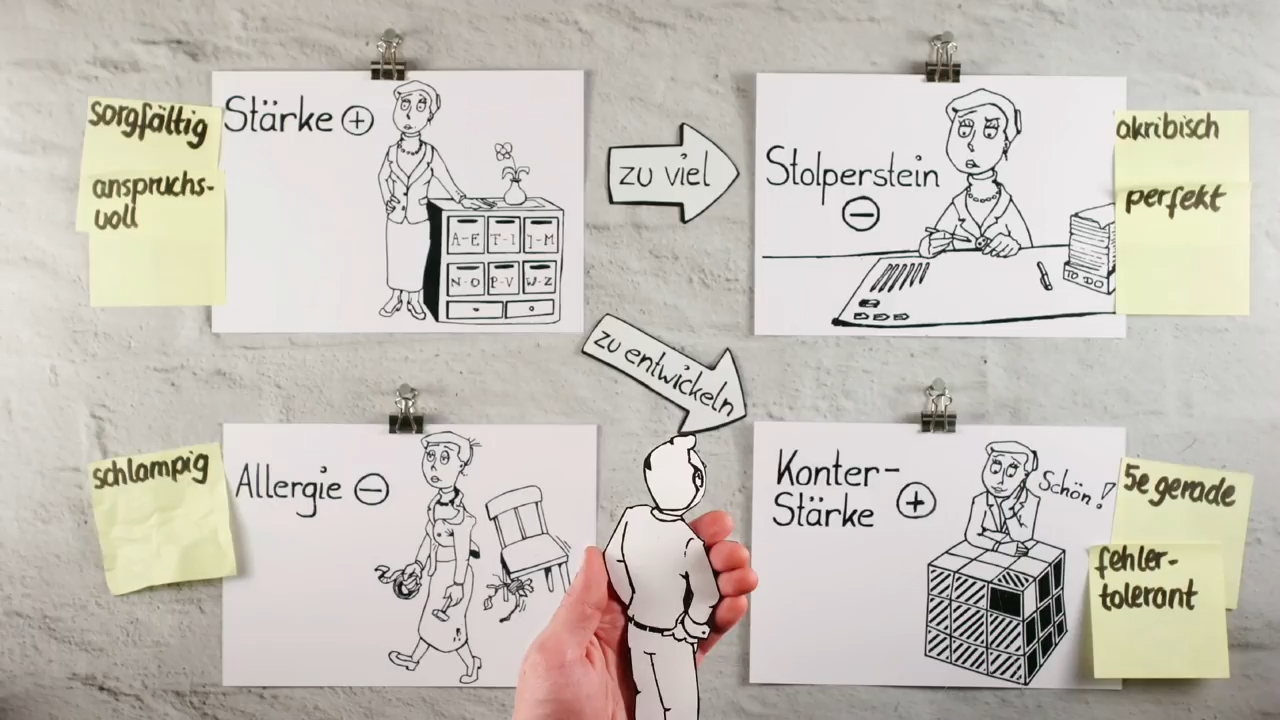 sorgfältig
anspruchs-
voll
Stärke +
A-E E-I I-M
N-O P-V W-Z
zu viel
Stolperstein
-
akribisch
perfekt
TO DO
zu entwickeln
schlampig
Allergie -
Konter-
Stärke +
Schön!
5e gerade
fehler-
tolerant